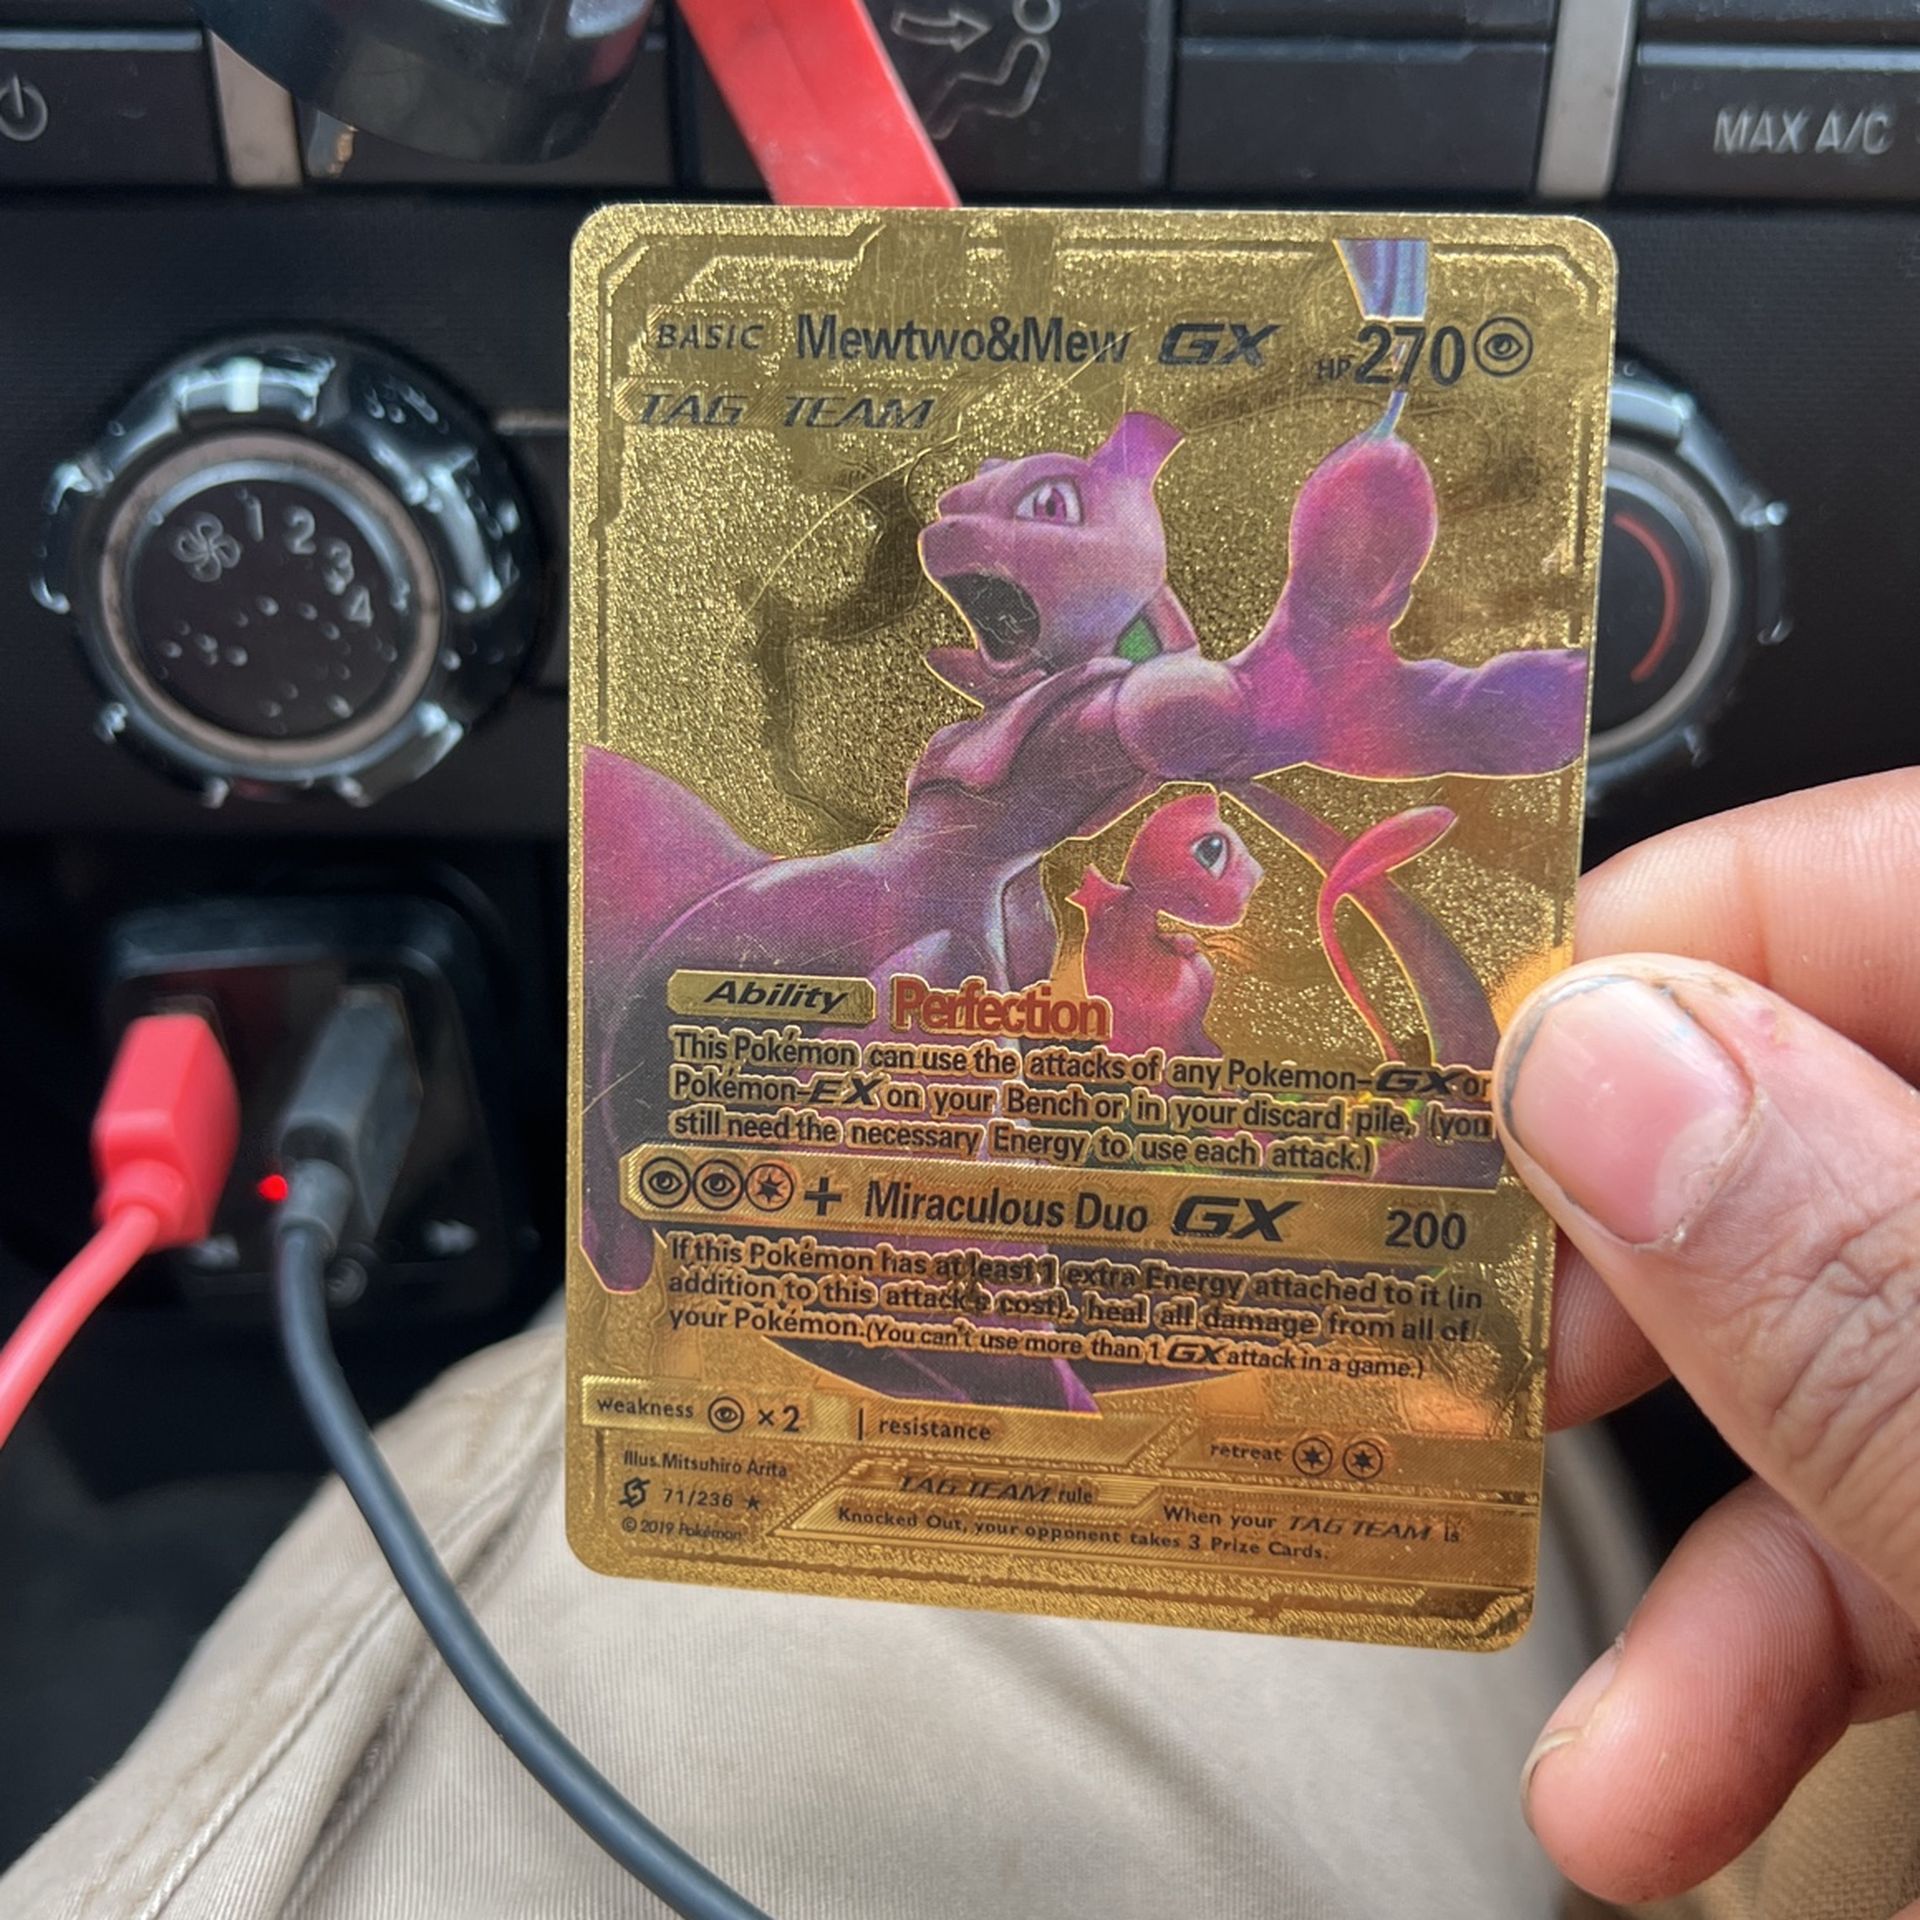 MAX A/C
BASIC Mewtwo&Mew GX HP270
TAG TEAM
1 2 3 4
Ability Perfection
This Pokémon can use the attacks of any Pokemon-GX or
Pokémon-EX on your Bench or in your discard pile, (you
still need the necessary Energy to use each attack.)
+ Miraculous Duo GX 200
If this Pokémon has at least 1 extra Energy attached to it (in
addition to this attack's cost), heal all damage from all of
your Pokémon.(You can't use more than 1 GX attack in a game.)
weakness ×2 resistance
retreat
Illus.Mitsuhiro Arita
71/236
©2019 Pokémon
TAG TEAM rule
When your TAG TEAM is
Knocked Out, your opponent takes 3 Prize Cards.